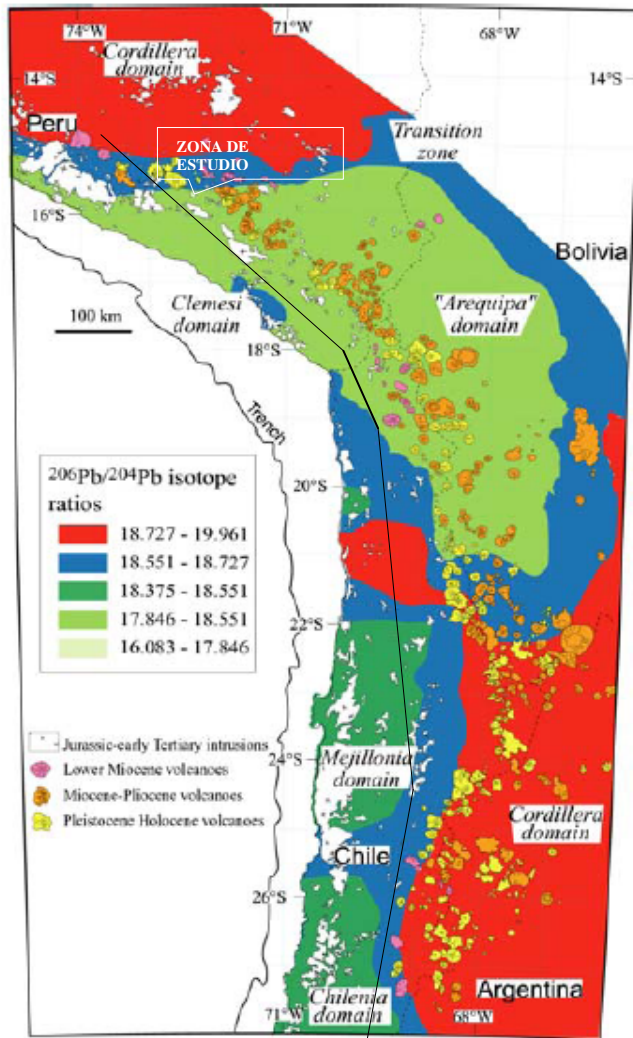 74°W
71°W
68°W
Cordillera
domain
14°S
14°S
Peru
ZONA DE
ESTUDIO
Transition
zone
16°S
Bolivia
Clemesi
domain
"Arequipa"
domain
100 km
18°S
Trench
206Pb/204Pb isotope
ratios
18.727 - 19.961
18.551 - 18.727
18.375 - 18.551
17.846 - 18.551
16.083 - 17.846
20°S
22°S
Jurassic-early Tertiary intrusions
Lower Miocene volcanoes
Miocene-Pliocene volcanoes
Pleistocene Holocene volcanoes
Mejillonia
domain
24°S
Cordillera
domain
Chile
26°S
Argentina
Chilenia
domain
71°W
68°W